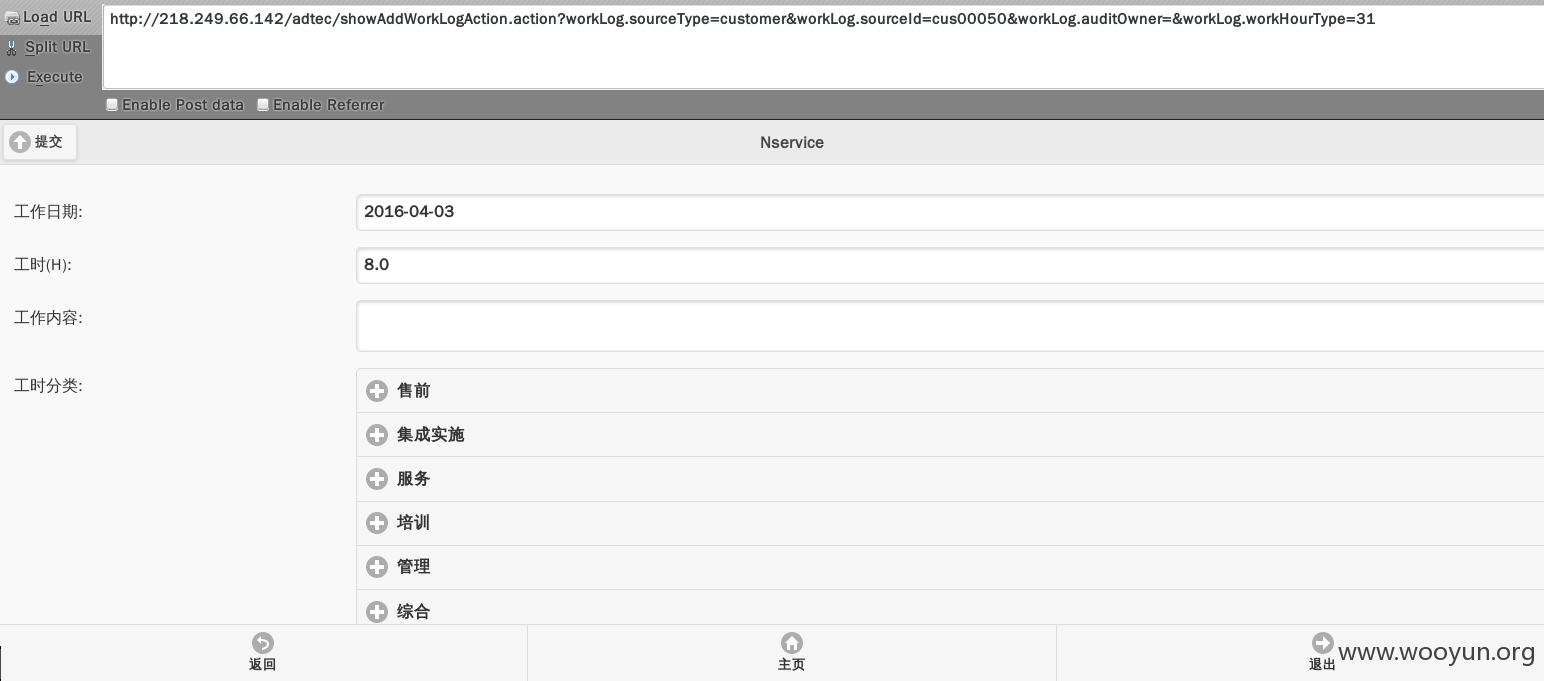 Load URL
http://218.249.66.142/adtec/showAddWorkLogAction.action?workLog.sourceType=customer&workLog.sourceId=cus00050&workLog.auditOwner=&workLog.workHourType=31
Split URL
Execute
Enable Post data Enable Referrer
提交 Nservice
工作日期: 2016-04-03
工时(H): 8.0
工作内容:
工时分类: 售前
集成实施
服务
培训
管理
综合
返回 主页 退出
www.wooyun.org